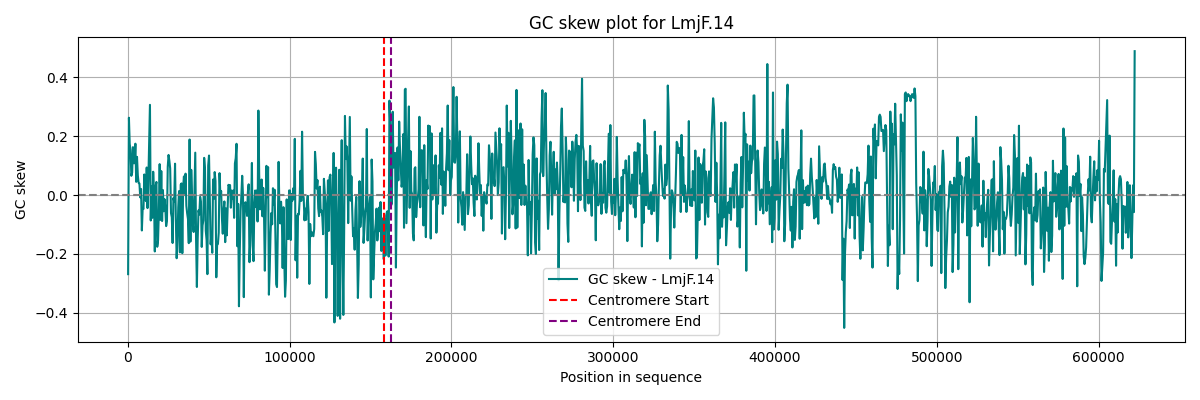 GC skew plot for LmjF.14
GC skew
0.4
0.2
0.0
−0.2
−0.4
GC skew - LmjF.14
Centromere Start
Centromere End
0
100000
200000
300000
400000
500000
600000
Position in sequence